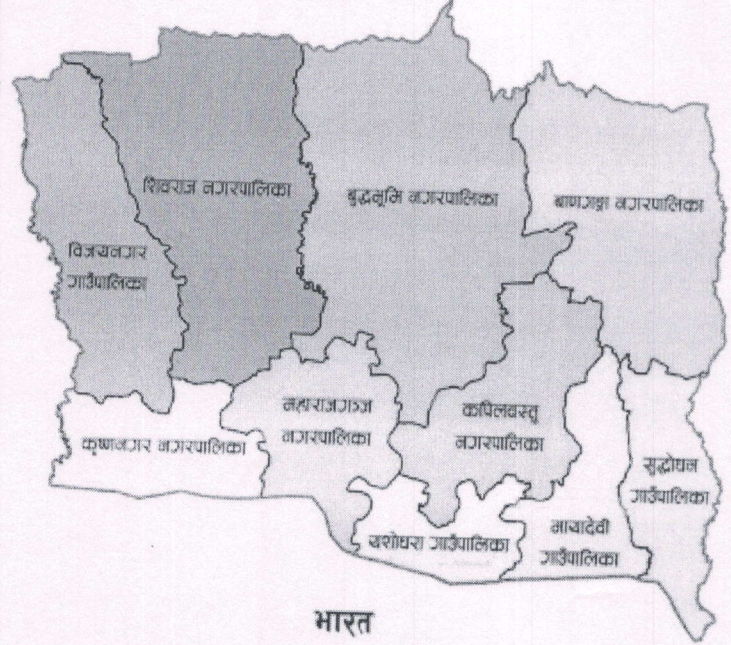 शिवराज नगरपालिका
बुद्धभूमि नगरपालिका
बाणगङ्गा नगरपालिका
विजयनगर
गाउँपालिका
महाराजगञ्ज
नगरपालिका
कपिलवस्तु
नगरपालिका
कृष्णनगर नगरपालिका
सुद्धोधन
गाउँपालिका
यशोधरा गाउँपालिका
मायादेवी
गाउँपालिका
भारत